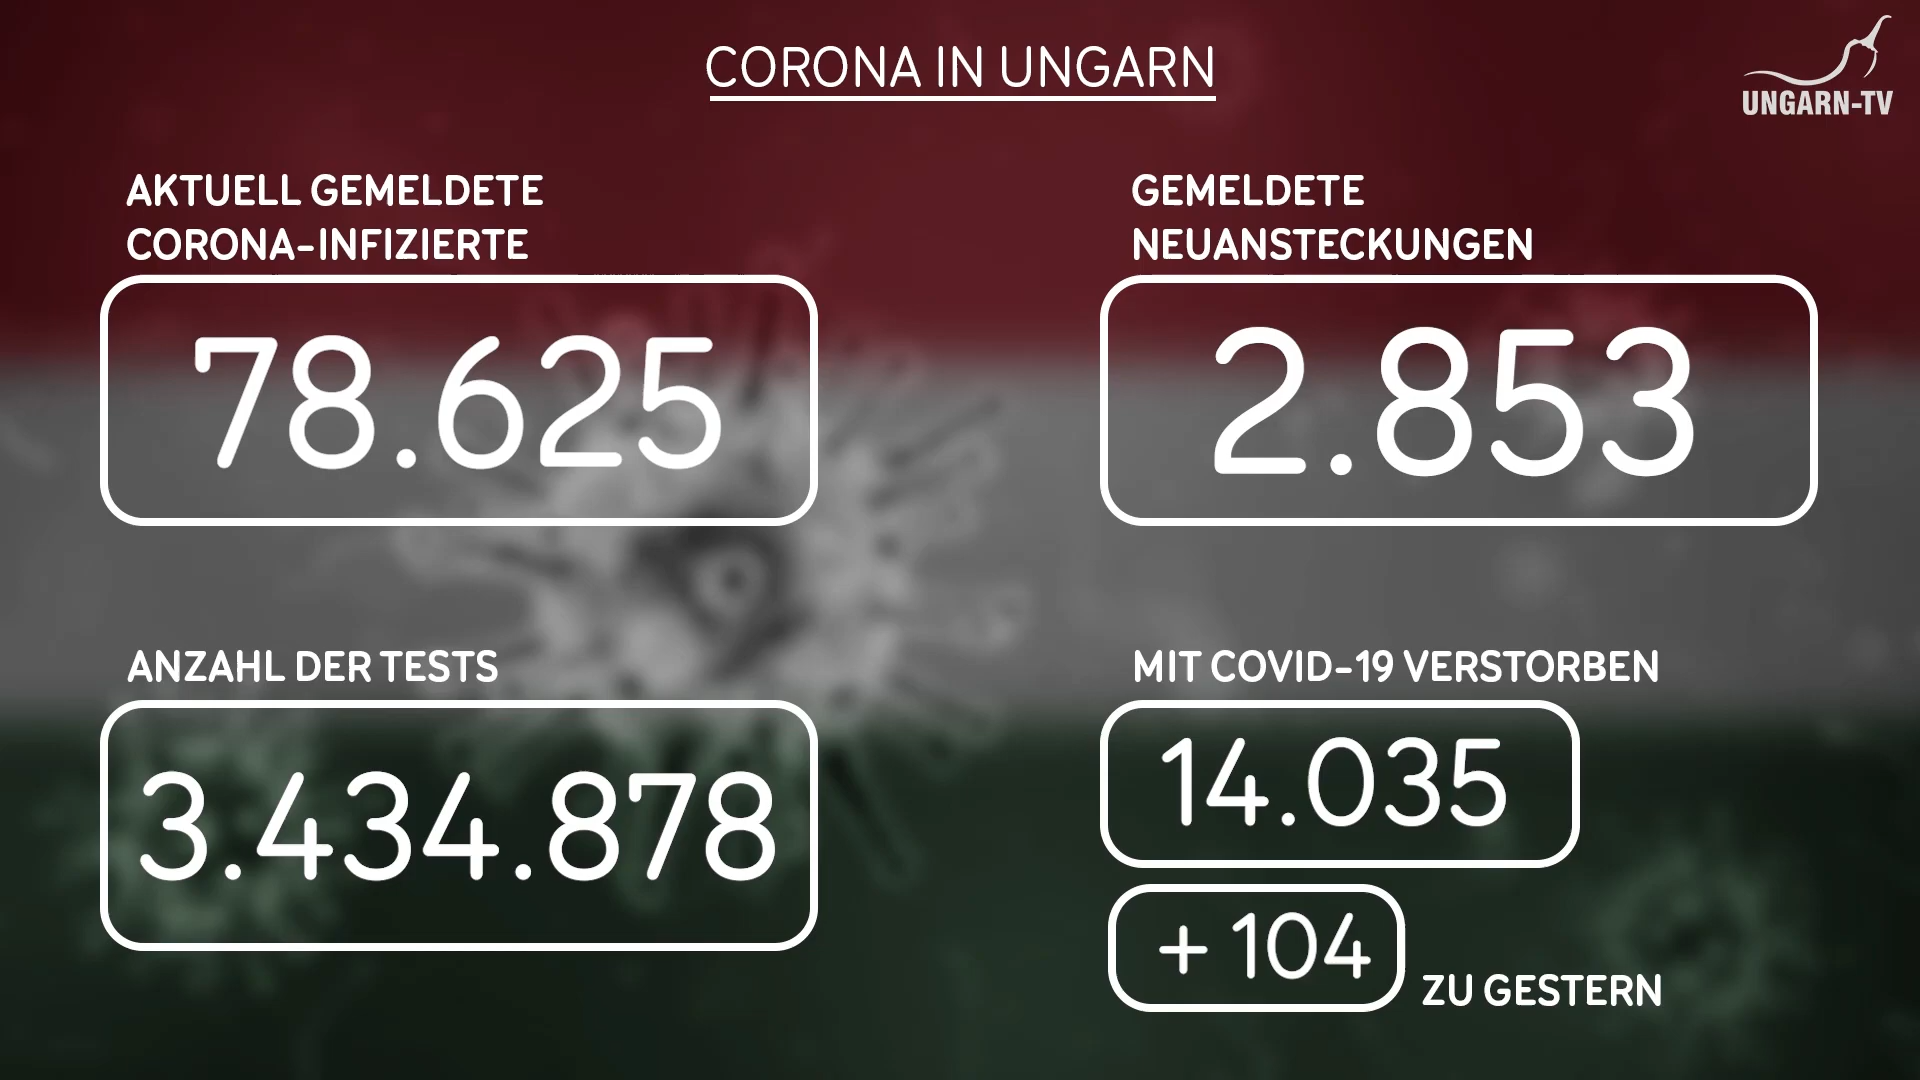 CORONA IN UNGARN
UNGARN-TV
AKTUELL GEMELDETE
CORONA-INFIZIERTE
78.625
GEMELDETE
NEUANSTECKUNGEN
2.853
ANZAHL DER TESTS
3.434.878
MIT COVID-19 VERSTORBEN
14.035
+ 104
ZU GESTERN